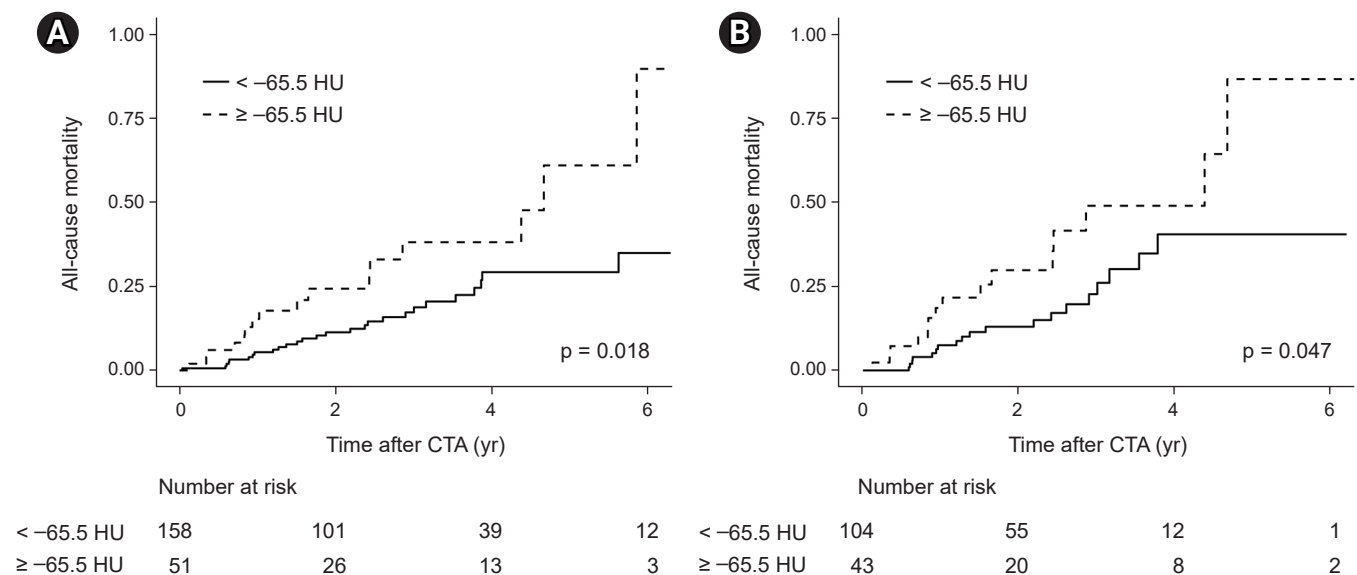 A
1.00
0.75
0.50
0.25
0.00
All-cause mortality
< –65.5 HU
≥ –65.5 HU
p = 0.018
0 2 4 6
Time after CTA (yr)
Number at risk
< –65.5 HU 158 101 39 12
≥ –65.5 HU 51 26 13 3
B
1.00
0.75
0.50
0.25
0.00
All-cause mortality
< –65.5 HU
≥ –65.5 HU
p = 0.047
0 2 4 6
Time after CTA (yr)
Number at risk
< –65.5 HU 104 55 12 1
≥ –65.5 HU 43 20 8 2